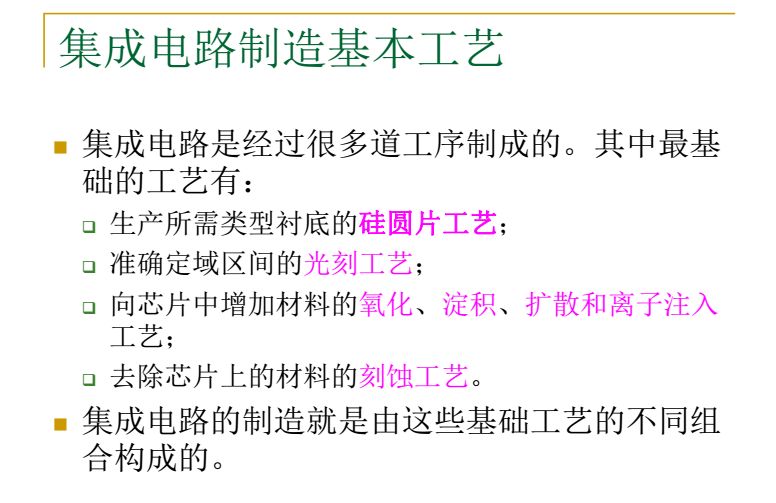 集成电路制造基本工艺
集成电路是经过很多道工序制成的。其中最基
础的工艺有：
生产所需类型衬底的硅圆片工艺；
准确定域区间的光刻工艺；
向芯片中增加材料的氧化、淀积、扩散和离子注入
工艺；
去除芯片上的材料的刻蚀工艺。
集成电路的制造就是由这些基础工艺的不同组
合构成的。